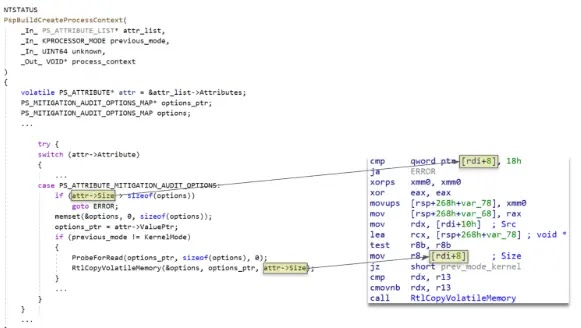 NTSTATUS
PspBuildCreateProcessContext(
_In_ PS_ATTRIBUTE_LIST* attr_list,
_In_ KPROCESSOR_MODE previous_mode,
_In_ UINT64 unknown,
_Out_ VOID* process_context
)
{
volatile PS_ATTRIBUTE* attr = &attr_list->Attributes;
PS_MITIGATION_AUDIT_OPTIONS_MAP* options_ptr;
PS_MITIGATION_AUDIT_OPTIONS_MAP options;
...
try {
switch (attr->Attribute)
{ ...
case PS_ATTRIBUTE_MITIGATION_AUDIT_OPTIONS:
if (attr->Size > sizeof(options))
goto ERROR;
memset(&options, 0, sizeof(options));
options_ptr = attr->ValuePtr;
if (previous_mode != KernelMode)
{
ProbeForRead(options_ptr, sizeof(options), 0);
RtlCopyVolatileMemory(&options, options_ptr, attr->Size);
}
...
}
}
...
cmp qword ptr [rdi+8], 18h
ja ERROR
xorps xmm0, xmm0
xor eax, eax
movups [rsp+268h+var_78], xmm0
mov [rsp+268h+var_68], rax
mov rdx, [rdi+10h] ; Src
lea rcx, [rsp+268h+var_78] ; void *
test r8b, r8b
mov r8, [rdi+8] ; Size
jz short prev_mode_kernel
cmp rdx, r13
cmovnb rdx, r13
call RtlCopyVolatileMemory